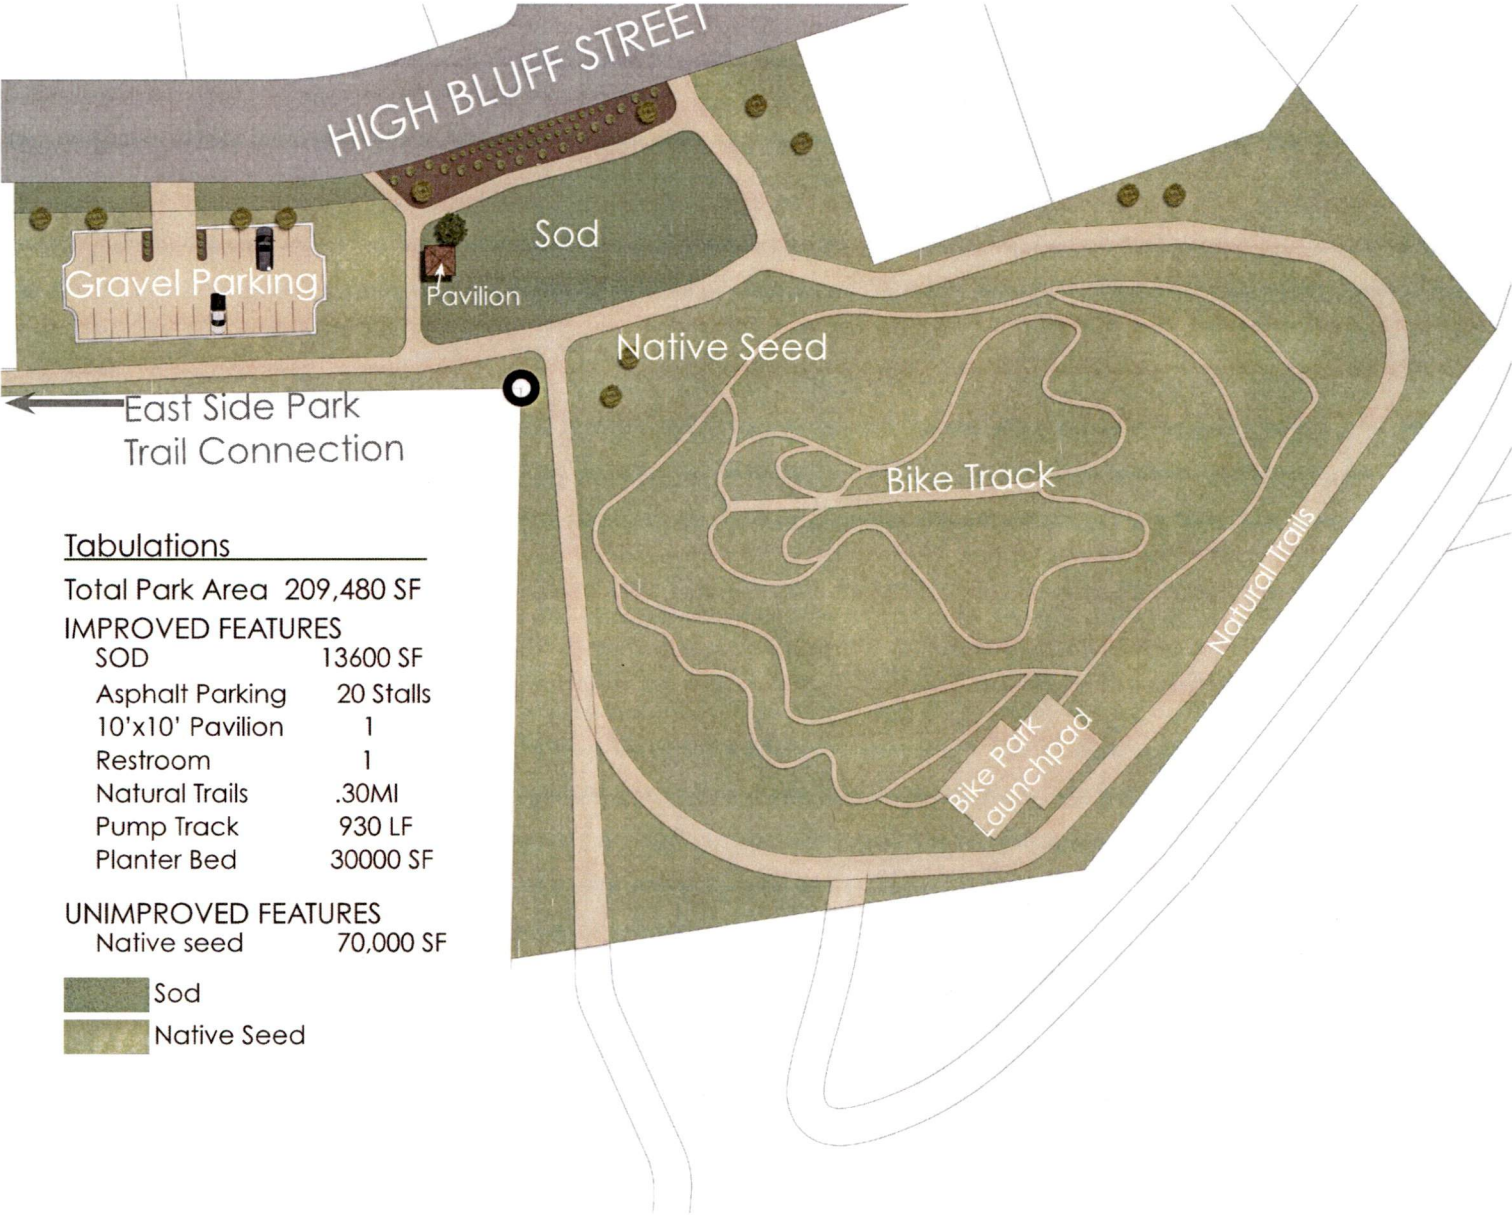 HIGH BLUFF STREET
Sod
Gravel Parking
Pavilion
Native Seed
East Side Park
Trail Connection
Bike Track
Natural Trails
Bike Park
Launchpad
Tabulations
Total Park Area 209,480 SF
IMPROVED FEATURES
SOD 13600 SF
Asphalt Parking 20 Stalls
10'x10' Pavilion 1
Restroom 1
Natural Trails .30MI
Pump Track 930 LF
Planter Bed 30000 SF
UNIMPROVED FEATURES
Native seed 70,000 SF
Sod
Native Seed